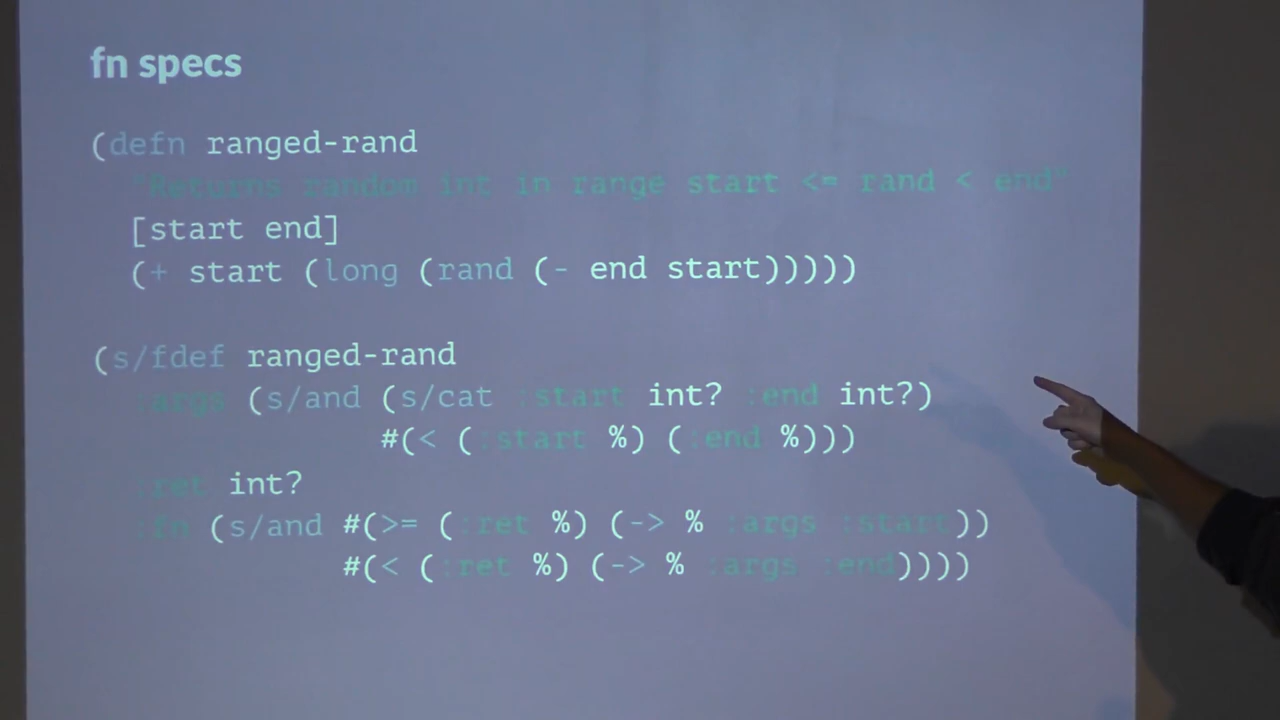 fn specs
(defn ranged-rand
"Returns random int in range start <= rand < end"
[start end]
(+ start (long (rand (- end start)))))
(s/fdef ranged-rand
:args (s/and (s/cat :start int? :end int?)
#(< (:start %) (:end %)))
:ret int?
:fn (s/and #(>= (:ret %) (-> % :args :start))
#(< (:ret %) (-> % :args :end))))